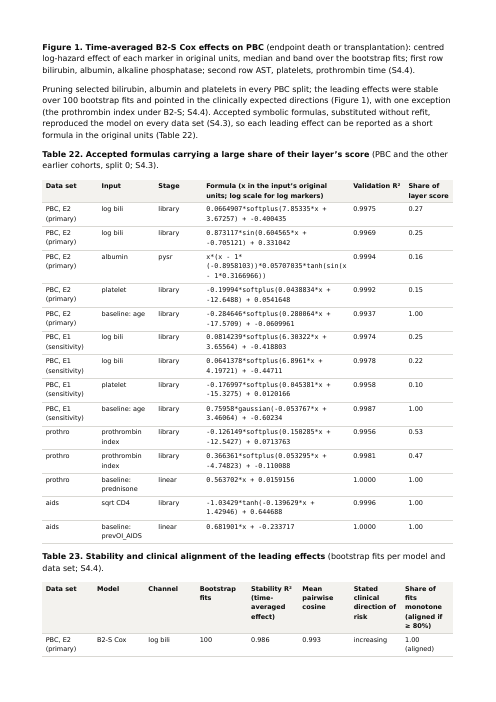 Figure 1. Time-averaged B2-S Cox effects on PBC (endpoint death or transplantation): centred
log-hazard effect of each marker in original units, median and band over the bootstrap fits; first row
bilirubin, albumin, alkaline phosphatase; second row AST, platelets, prothrombin time (S4.4).
Pruning selected bilirubin, albumin and platelets in every PBC split; the leading effects were stable
over 100 bootstrap fits and pointed in the clinically expected directions (Figure 1), with one exception
(the prothrombin index under B2-S; S4.4). Accepted symbolic formulas, substituted without refit,
reproduced the model on every data set (S4.3), so each leading effect can be reported as a short
formula in the original units (Table 22).
Table 22. Accepted formulas carrying a large share of their layer’s score (PBC and the other
earlier cohorts, split 0; S4.3).
Data set Input Stage Formula (x in the input’s original Validation R² Share of
units; log scale for log markers) layer score
PBC, E2 log bili library 0.0664907*softplus(7.85335*x + 0.9975 0.27
(primary) 3.67257) + -0.400435
PBC, E2 log bili library 0.873117*sin(0.604565*x + 0.9969 0.25
(primary) -0.705121) + 0.331042
PBC, E2 albumin pysr x*(x - 1* 0.9994 0.16
(primary) (-0.8958103))*0.05707035*tanh(sin(x
- 1*0.3166966))
PBC, E2 platelet library -0.19994*softplus(0.0438834*x + 0.9992 0.15
(primary) -12.6488) + 0.0541648
PBC, E2 baseline: age library -0.284646*softplus(0.280064*x + 0.9937 1.00
(primary) -17.5709) + -0.0609961
PBC, E1 log bili library 0.0814239*softplus(6.30322*x + 0.9974 0.25
(sensitivity) 3.65564) + -0.418803
PBC, E1 log bili library 0.0641378*softplus(6.8961*x + 0.9978 0.22
(sensitivity) 4.19721) + -0.44711
PBC, E1 platelet library -0.176997*softplus(0.045381*x + 0.9958 0.10
(sensitivity) -15.3275) + 0.0120166
PBC, E1 baseline: age library 0.75958*gaussian(-0.053767*x + 0.9987 1.00
(sensitivity) 3.46064) + -0.60234
prothro prothrombin library -0.126149*softplus(0.150285*x + 0.9956 0.53
index -12.5427) + 0.0713763
prothro prothrombin library 0.366361*softplus(0.053295*x + 0.9981 0.47
index -4.74823) + -0.110088
prothro baseline: linear 0.563702*x + 0.0159156 1.0000 1.00
prednisone
aids sqrt CD4 library -1.03429*tanh(-0.139629*x + 0.9996 1.00
1.42946) + 0.644688
aids baseline: linear 0.681901*x + -0.233717 1.0000 1.00
prevOI_AIDS
Table 23. Stability and clinical alignment of the leading effects (bootstrap fits per model and
data set; S4.4).
Data set Model Channel Bootstrap Stability R² Mean Stated Share of
fits (time- pairwise clinical fits
averaged cosine direction of monotone
effect) risk (aligned if
≥ 80%)
PBC, E2 B2-S Cox log bili 100 0.986 0.993 increasing 1.00
(primary) (aligned)